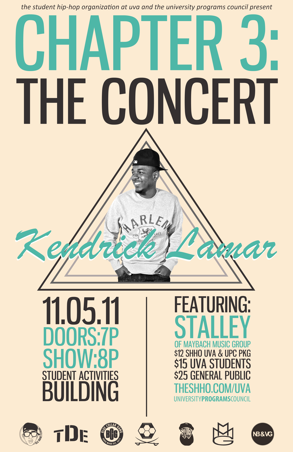 the student hip-hop organization at uva and the university programs council present
CHAPTER 3:
THE CONCERT
HARLEM
Kendrick Lamar
11.05.11
DOORS:7P
SHOW:8P
STUDENT ACTIVITIES
BUILDING
FEATURING:
STALLEY
OF MAYBACH MUSIC GROUP
$12 SHHO UVA & UPC PKG
$15 UVA STUDENTS
$25 GENERAL PUBLIC
THESHHO.COM/UVA
UNIVERSITYPROGRAMSCOUNCIL
TDE
NB&VG